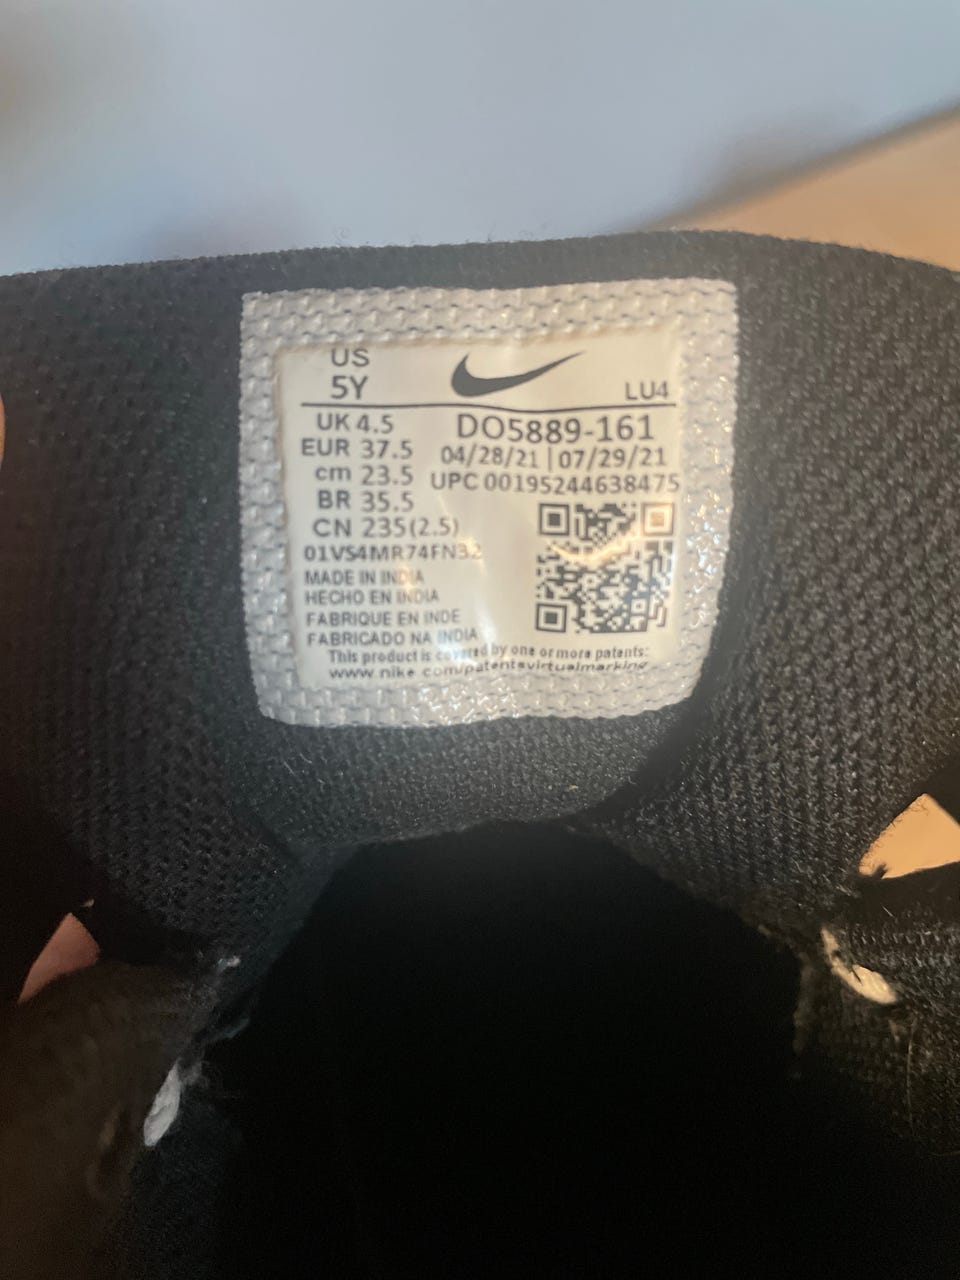 US
5Y
LU4
UK 4.5
DO5889-161
EUR 37.5
04/28/21 | 07/29/21
cm 23.5
UPC 00195244638475
BR 35.5
CN 235(2.5)
01VS4MR74FN32
MADE IN INDIA
HECHO EN INDIA
FABRIQUE EN INDE
FABRICADO NA INDIA
This product is covered by one or more patents:
www.nike.com/patentsvirtualmarking